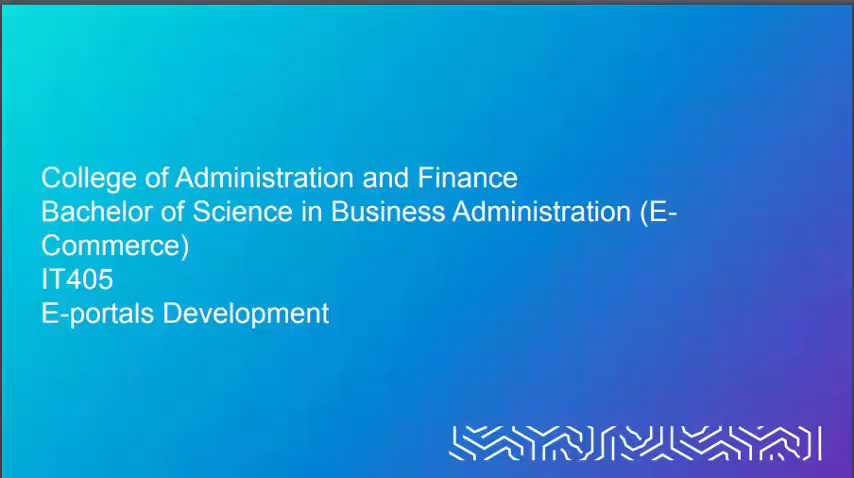 College of Administration and Finance
Bachelor of Science in Business Administration (E-
Commerce)
IT405
E-portals Development